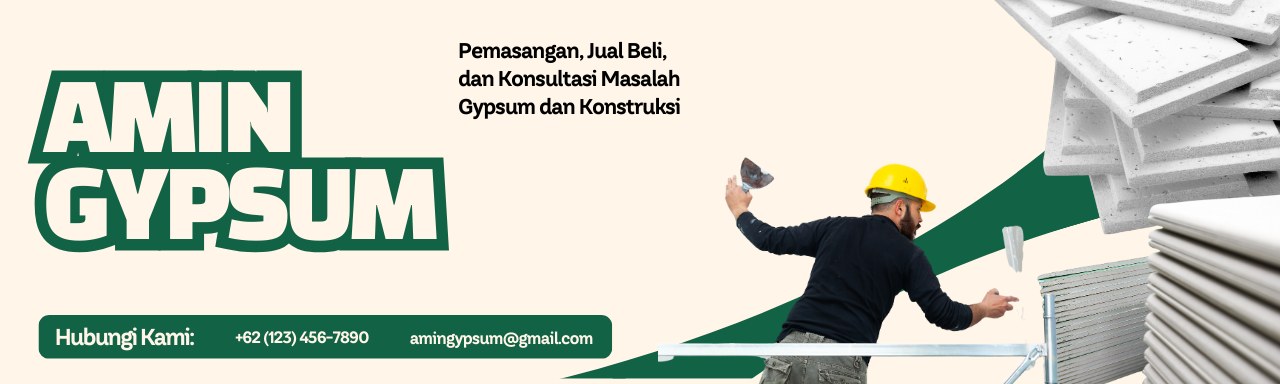 AMIN
GYPSUM
Pemasangan, Jual Beli,
dan Konsultasi Masalah
Gypsum dan Konstruksi
Hubungi Kami: +62 (123) 456-7890 amingypsum@gmail.com